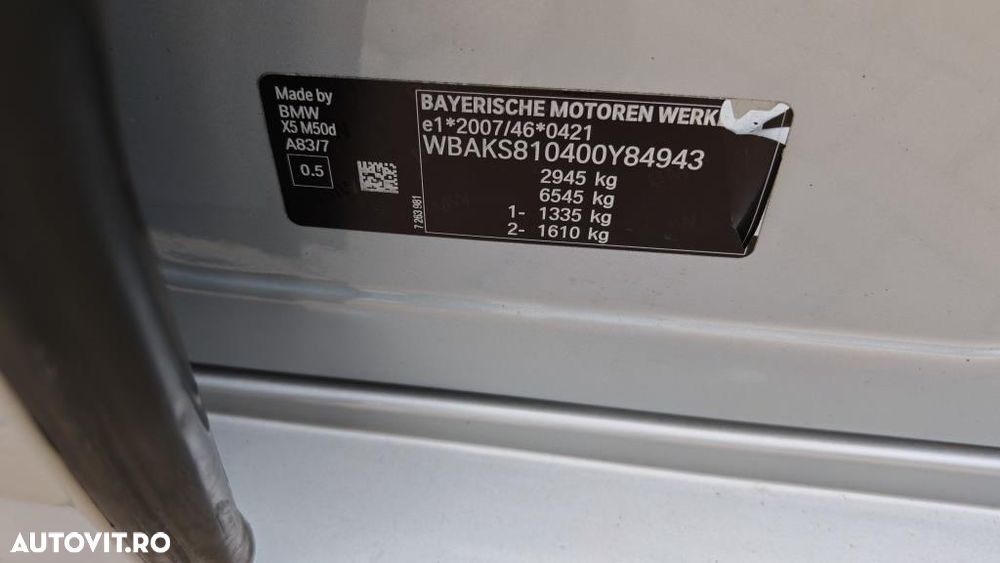 Made by
BMW
X5 M50d
A83/7
0.5
7 263 981
BAYERISCHE MOTOREN WERK
e1*2007/46*0421
WBAKS810400Y84943
2945 kg
6545 kg
1- 1335 kg
2- 1610 kg
AUTOVIT.RO